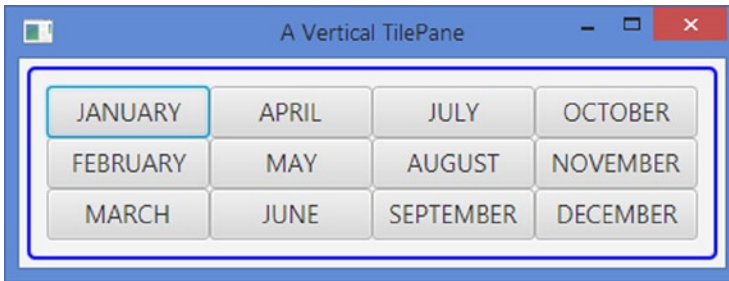 A Vertical TilePane
JANUARY APRIL JULY OCTOBER
FEBRUARY MAY AUGUST NOVEMBER
MARCH JUNE SEPTEMBER DECEMBER